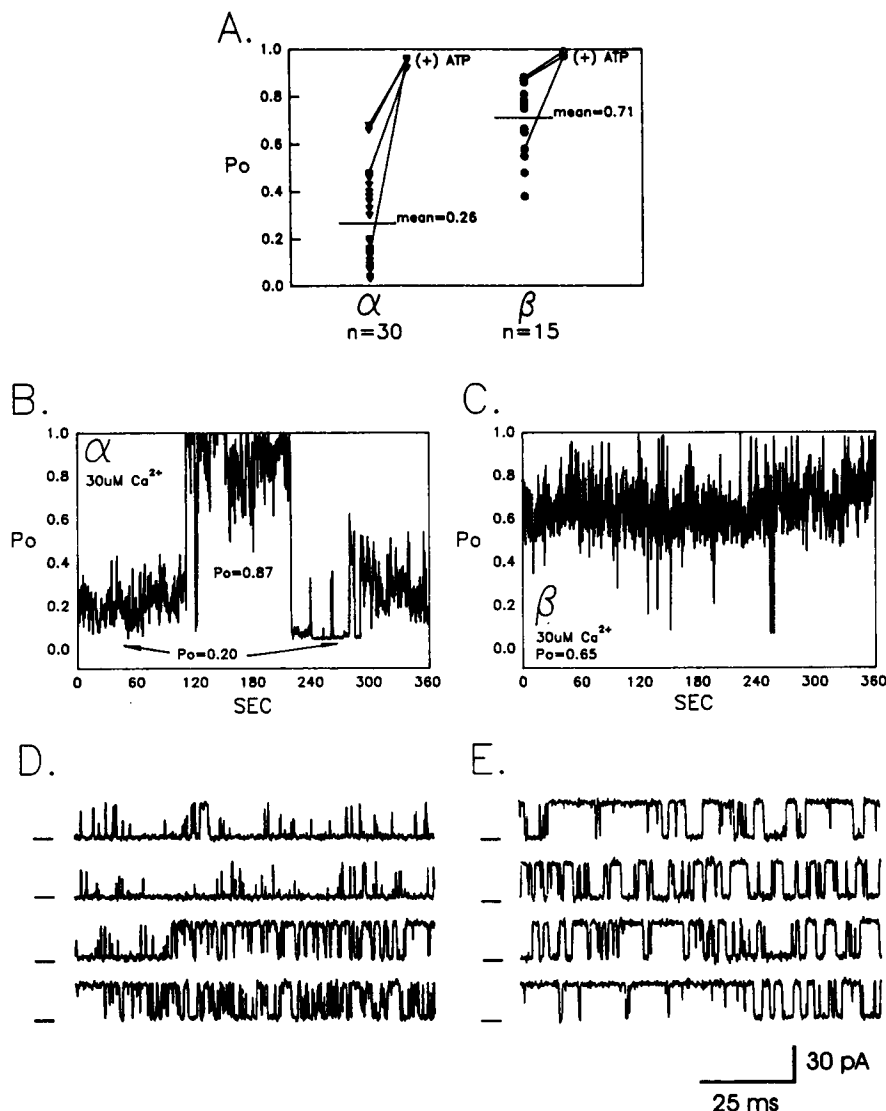 A.
1.0
(+) ATP
(+) ATP
0.8
mean=0.71
0.6
Po
0.4
mean=0.26
0.2
0.0
α
β
n=30
n=15
B.
1.0
α
30uM Ca²⁺
0.8
0.6
Po
0.4
Po=0.87
0.2
0.0
Po=0.20
0 60 120 180 240 300 360
SEC
C.
1.0
0.8
0.6
Po
0.4
0.2
β
30uM Ca²⁺
Po=0.65
0.0
0 60 120 180 240 300 360
SEC
D.
E.
30 pA
25 ms